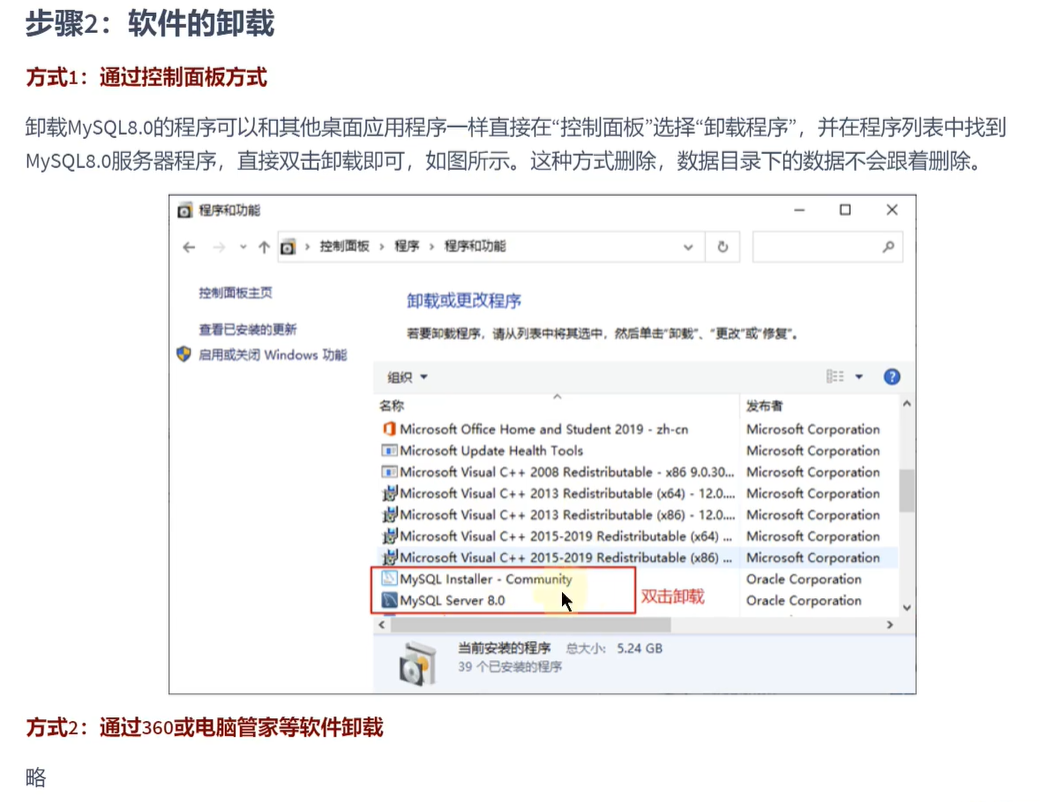 步骤2：软件的卸载
方式1：通过控制面板方式
卸载MySQL8.0的程序可以和其他桌面应用程序一样直接在“控制面板”选择“卸载程序”，并在程序列表中找到
MySQL8.0服务器程序，直接双击卸载即可，如图所示。这种方式删除，数据目录下的数据不会跟着删除。
程序和功能
控制面板 › 程序 › 程序和功能
控制面板主页
查看已安装的更新
启用或关闭 Windows 功能
卸载或更改程序
若要卸载程序，请从列表中将其选中，然后单击“卸载”、“更改”或“修复”。
组织
名称 发布者
Microsoft Office Home and Student 2019 - zh-cn Microsoft Corporation
Microsoft Update Health Tools Microsoft Corporation
Microsoft Visual C++ 2008 Redistributable - x86 9.0.30... Microsoft Corporation
Microsoft Visual C++ 2013 Redistributable (x64) - 12.0.... Microsoft Corporation
Microsoft Visual C++ 2013 Redistributable (x86) - 12.0.... Microsoft Corporation
Microsoft Visual C++ 2015-2019 Redistributable (x64) ... Microsoft Corporation
Microsoft Visual C++ 2015-2019 Redistributable (x86) ... Microsoft Corporation
MySQL Installer - Community Oracle Corporation
MySQL Server 8.0 双击卸载 Oracle Corporation
当前安装的程序 总大小: 5.24 GB
39 个已安装的程序
方式2：通过360或电脑管家等软件卸载
略